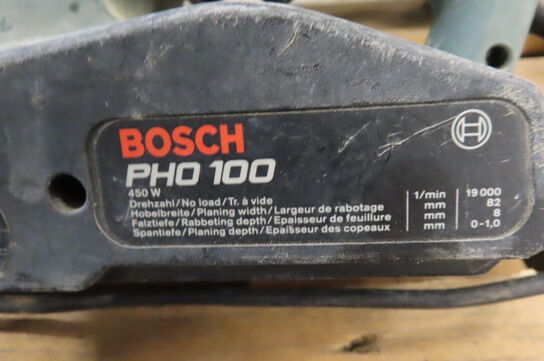 BOSCH
PHO 100
450 W
Drehzahl/No load/Tr. à vide 1/min 19 000
Hobelbreite/Planing width/Largeur de rabotage mm 82
Falztiefe/Rabbeting depth/Epaisseur de feuillure mm 8
Spantiefe/Planing depth/Epaisseur des copeaux mm 0-1,0